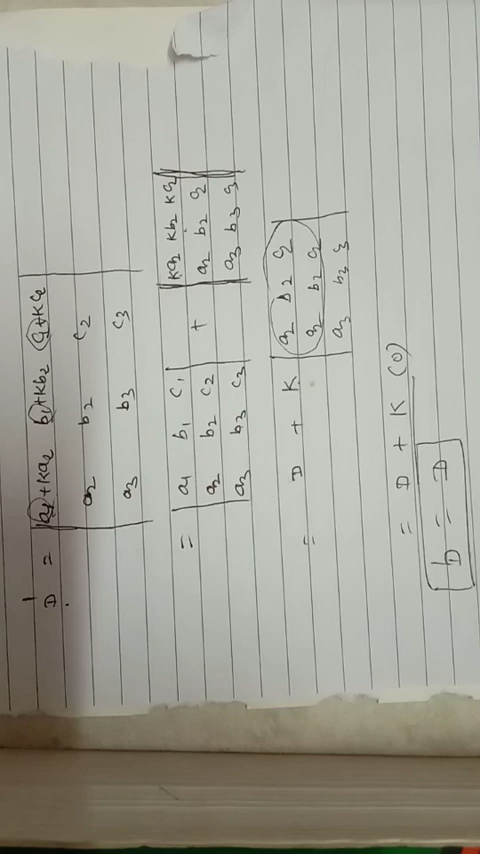 D' = | a1+ka2 b1+kb2 c1+kc2 |
| a2 b2 c2 |
| a3 b3 c3 |
= | a1 b1 c1 | + | ka2 kb2 kc2 |
| a2 b2 c2 | | a2 b2 c2 |
| a3 b3 c3 | | a3 b3 c3 |
= D + K | a2 b2 c2 |
| a2 b2 c2 |
| a3 b3 c3 |
= D + K (0)
D' = D